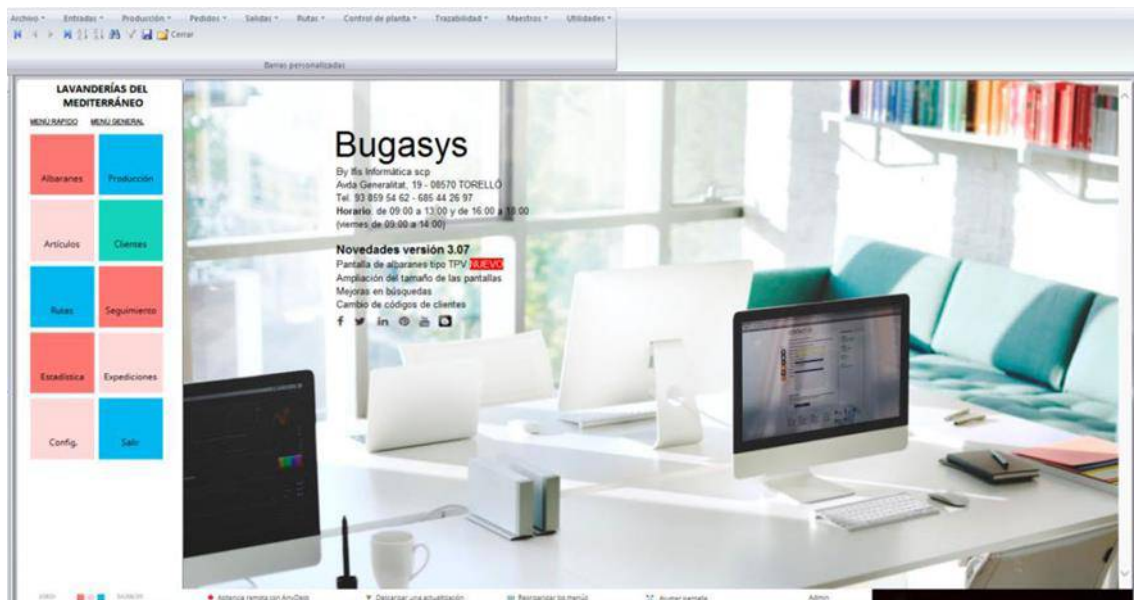 Archivo Entradas Producción Pedidos Salidas Rutas Control de planta Trazabilidad Maestros Utilidades
Cerrar
Barras personalizadas
LAVANDERÍAS DEL
MEDITERRÁNEO
MENÚ RÁPIDO MENÚ GENERAL
Albaranes Producción
Artículos Clientes
Rutas Seguimiento
Estadística Expediciones
Config. Salir
Bugasys
By Ifis Informática scp
Avda Generalitat, 19 - 08570 TORELLÓ
Tel. 93 859 54 62 - 685 44 26 97
Horario: de 09:00 a 13:00 y de 16:00 a 18:00
(viernes de 09:00 a 14:00)
Novedades versión 3.07
Pantalla de albaranes tipo TPV NUEVO
Ampliación del tamaño de las pantallas
Mejoras en búsquedas
Cambio de códigos de clientes
Asistencia remota con AnyDesk Descargar una actualización Reorganizar los menús Ajustar pantalla Admin